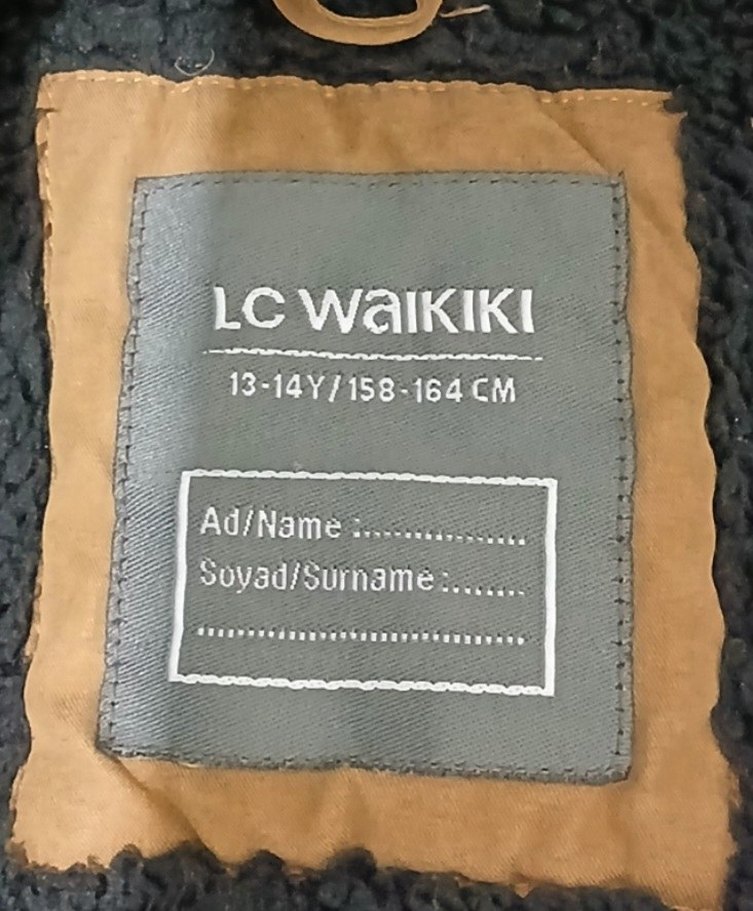 LC WAIKIKI
13-14Y/158-164 CM
Ad/Name :................
Soyad/Surname:.......
.................................